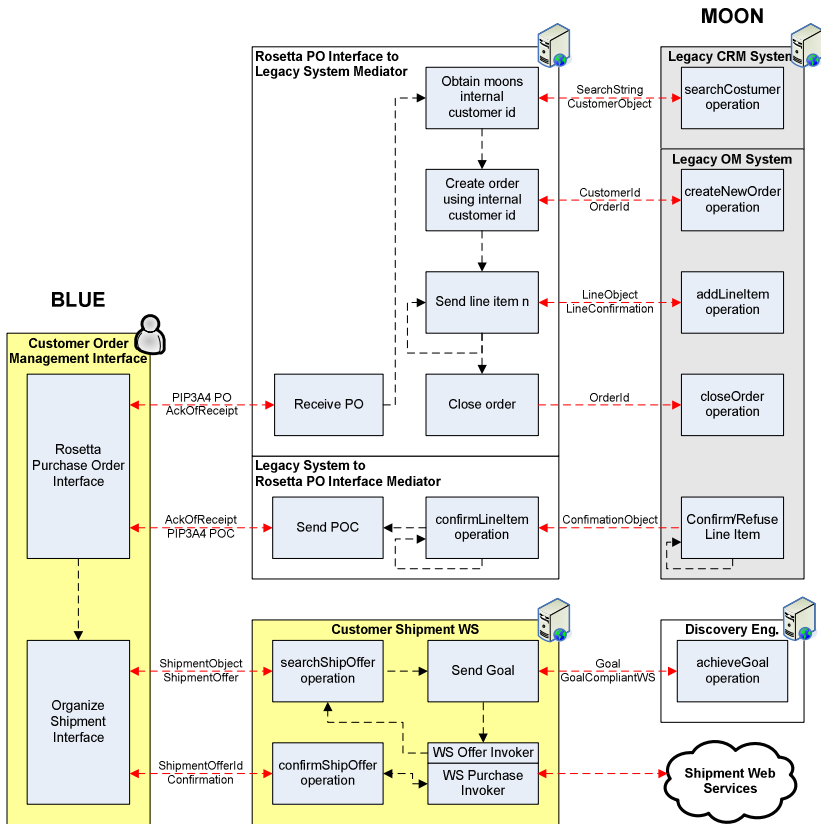 MOON
Rosetta PO Interface to
Legacy System Mediator
Legacy CRM System
Obtain moons
internal
customer id
SearchString
CustomerObject
searchCostumer
operation
Legacy OM System
Create order
using internal
customer id
CustomerId
OrderId
createNewOrder
operation
BLUE
Send line item n
LineObject
LineConfirmation
addLineItem
operation
Customer Order
Management Interface
PIP3A4 PO
AckOfReceipt
Receive PO
Close order
OrderId
closeOrder
operation
Rosetta
Purchase Order
Interface
Legacy System to
Rosetta PO Interface Mediator
AckOfReceipt
PIP3A4 POC
Send POC
confirmLineItem
operation
ConfimationObject
Confirm/Refuse
Line Item
Customer Shipment WS
Discovery Eng.
ShipmentObject
ShipmentOffer
searchShipOffer
operation
Send Goal
Goal
GoalCompliantWS
achieveGoal
operation
Organize
Shipment
Interface
ShipmentOfferId
Confirmation
confirmShipOffer
operation
WS Offer Invoker
WS Purchase
Invoker
Shipment Web
Services